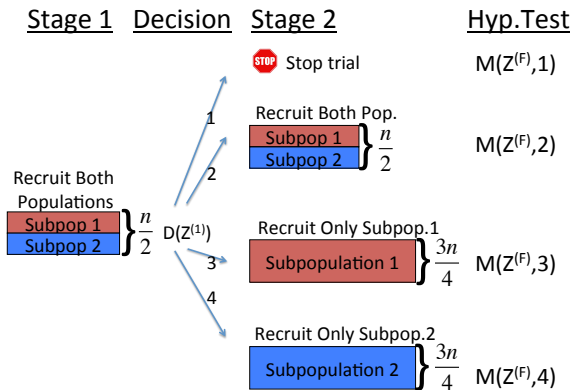 Stage 1 Decision Stage 2 Hyp.Test
STOP Stop trial M(Z^(F),1)
1
Recruit Both Pop.
Subpop 1
Subpop 2
n/2
M(Z^(F),2)
2
Recruit Both
Populations
Subpop 1
Subpop 2
n/2
D(Z^(1))
Recruit Only Subpop.1
3
Subpopulation 1
3n/4
M(Z^(F),3)
4
Recruit Only Subpop.2
Subpopulation 2
3n/4
M(Z^(F),4)